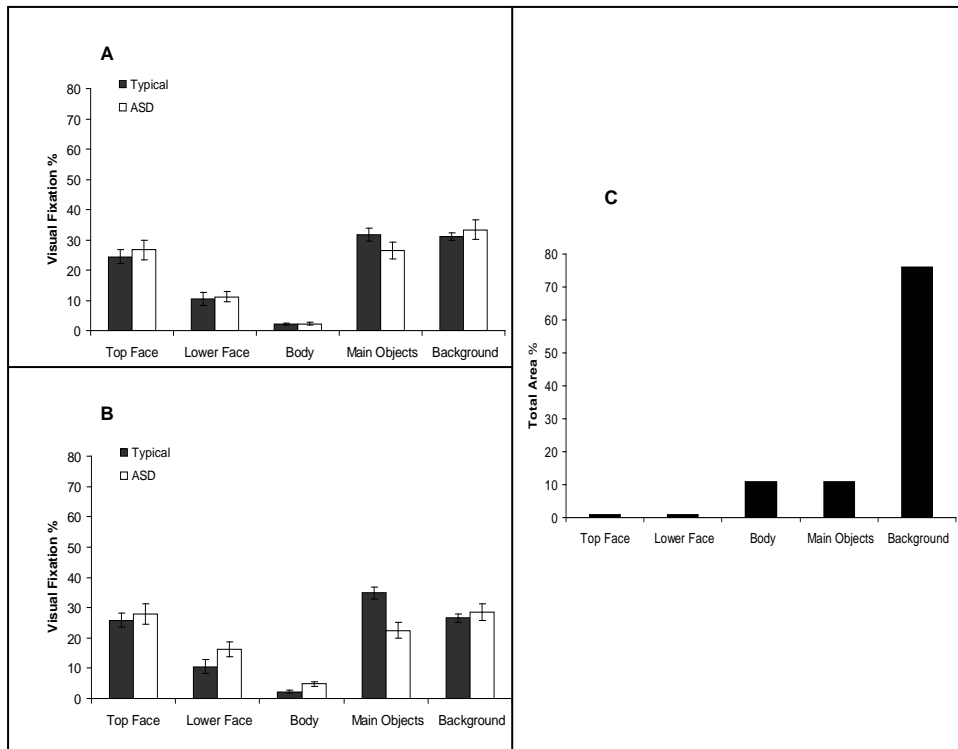 A
Typical
ASD
Visual Fixation %
80
70
60
50
40
30
20
10
0
Top Face Lower Face Body Main Objects Background
B
Typical
ASD
Visual Fixation %
80
70
60
50
40
30
20
10
0
Top Face Lower Face Body Main Objects Background
C
Total Area %
80
70
60
50
40
30
20
10
0
Top Face Lower Face Body Main Objects Background